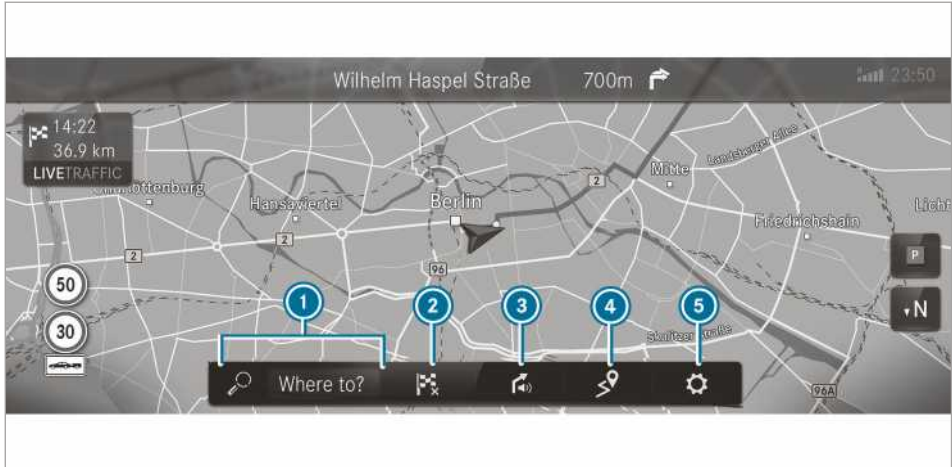 Wilhelm Haspel Straße 700m 23:50
14:22
36.9 km
LIVETRAFFIC
Landsberger Allee
Mitte
2
Hansaviertel
Berlin
Friedrichshain
Licht
2
2
96
P
N
50
30
1
2
3
4
5
Where to?
96A